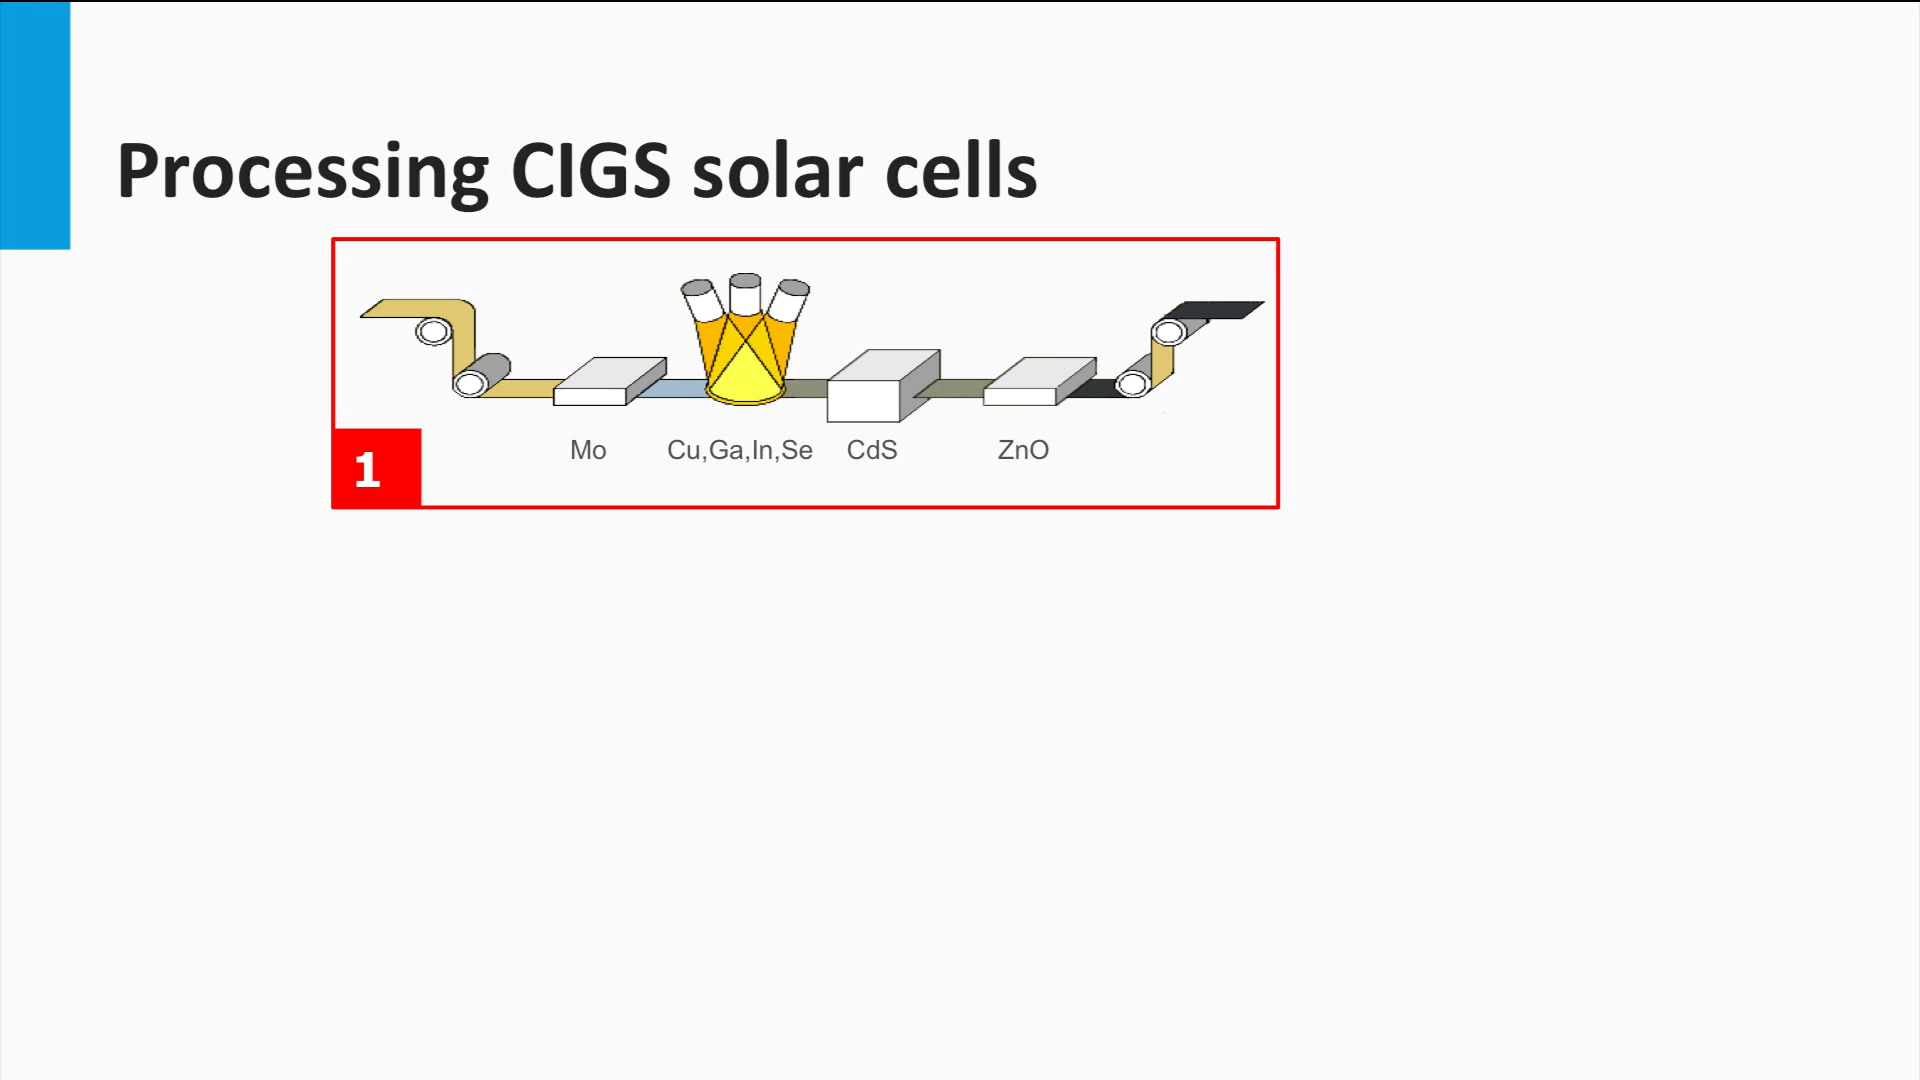 Processing CIGS solar cells
Mo Cu,Ga,In,Se CdS ZnO
1